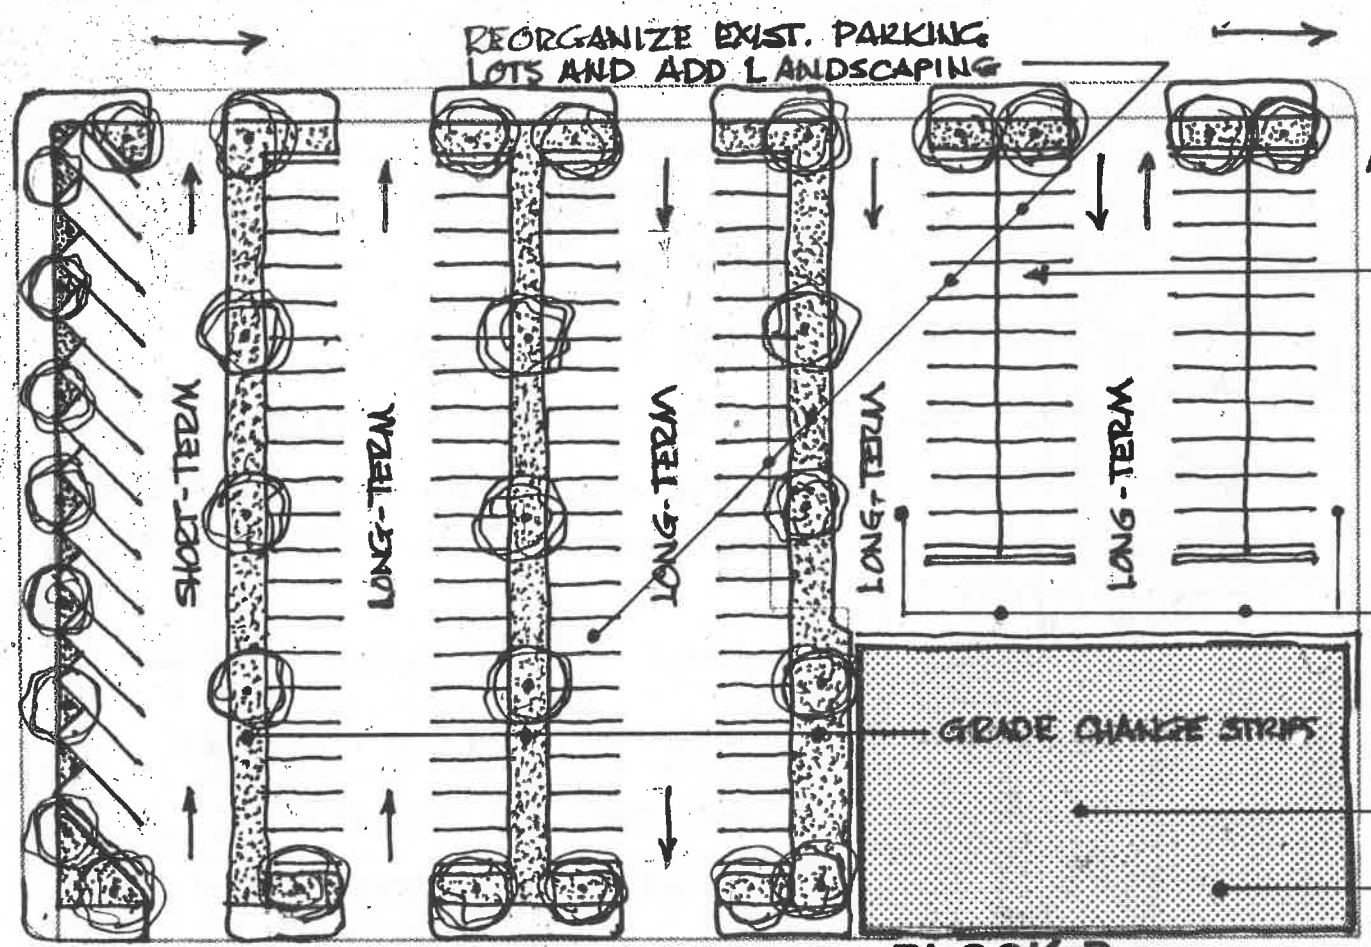 REORGANIZE EXIST. PARKING
LOTS AND ADD LANDSCAPING
SHORT-TERM
LONG-TERM
LONG-TERM
LONG-TERM
LONG-TERM
GRADE CHANGE STRIPS